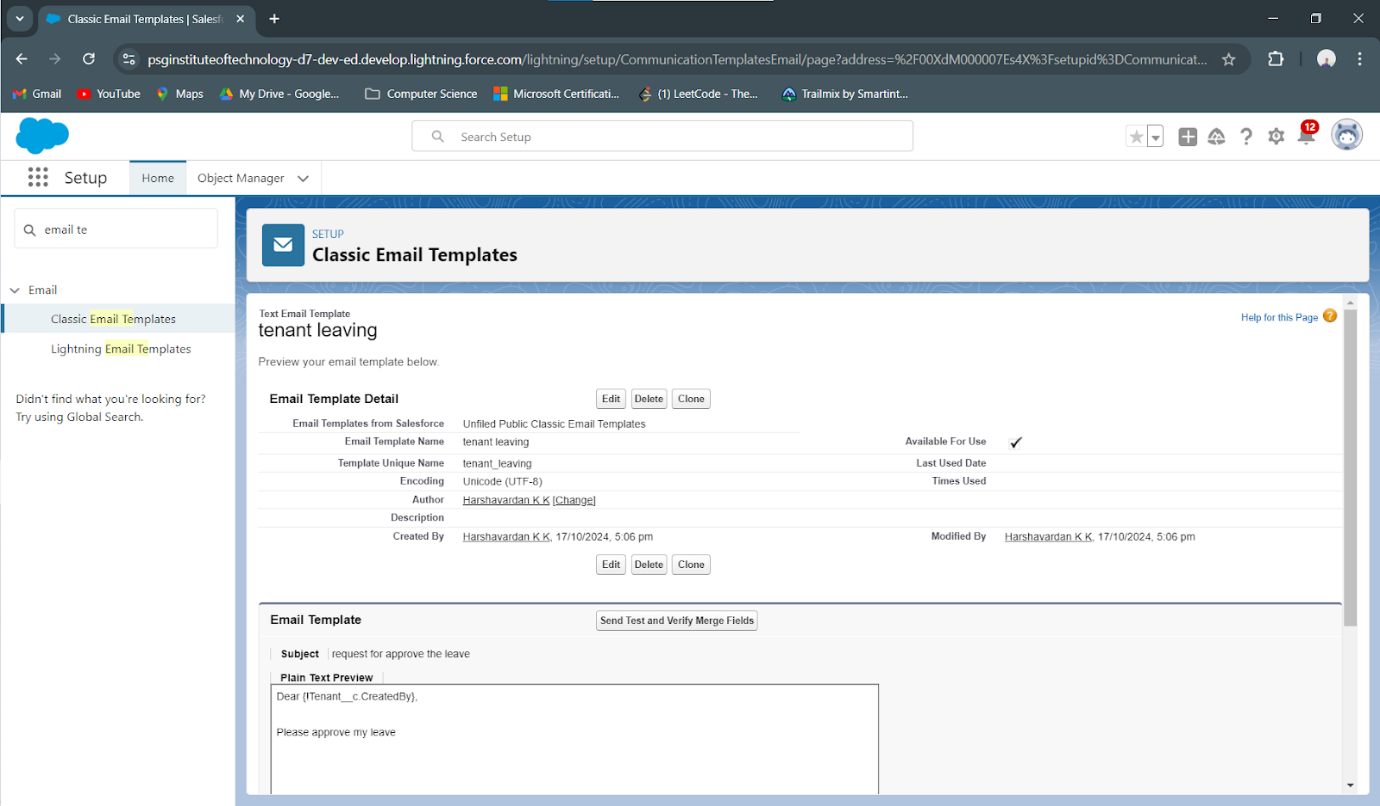 Classic Email Templates | Salesf
psginstituteoftechnology-d7-dev-ed.develop.lightning.force.com/lightning/setup/CommunicationTemplatesEmail/page?address=%2F00XdM000007Es4X%3Fsetupid%3DCommunicat...
Gmail YouTube Maps My Drive - Google... Computer Science Microsoft Certificati... (1) LeetCode - The... Trailmix by Smartint...
Search Setup
12
Setup Home Object Manager
email te
SETUP
Classic Email Templates
Email
Classic Email Templates
Lightning Email Templates
Didn't find what you're looking for?
Try using Global Search.
Text Email Template
tenant leaving
Help for this Page
Preview your email template below.
Email Template Detail Edit Delete Clone
Email Templates from Salesforce Unfiled Public Classic Email Templates
Email Template Name tenant leaving Available For Use ✓
Template Unique Name tenant_leaving Last Used Date
Encoding Unicode (UTF-8) Times Used
Author Harshavardan K K [Change]
Description
Created By Harshavardan K K, 17/10/2024, 5:06 pm Modified By Harshavardan K K, 17/10/2024, 5:06 pm
Edit Delete Clone
Email Template Send Test and Verify Merge Fields
Subject request for approve the leave
Plain Text Preview
Dear {!Tenant__c.CreatedBy},
Please approve my leave